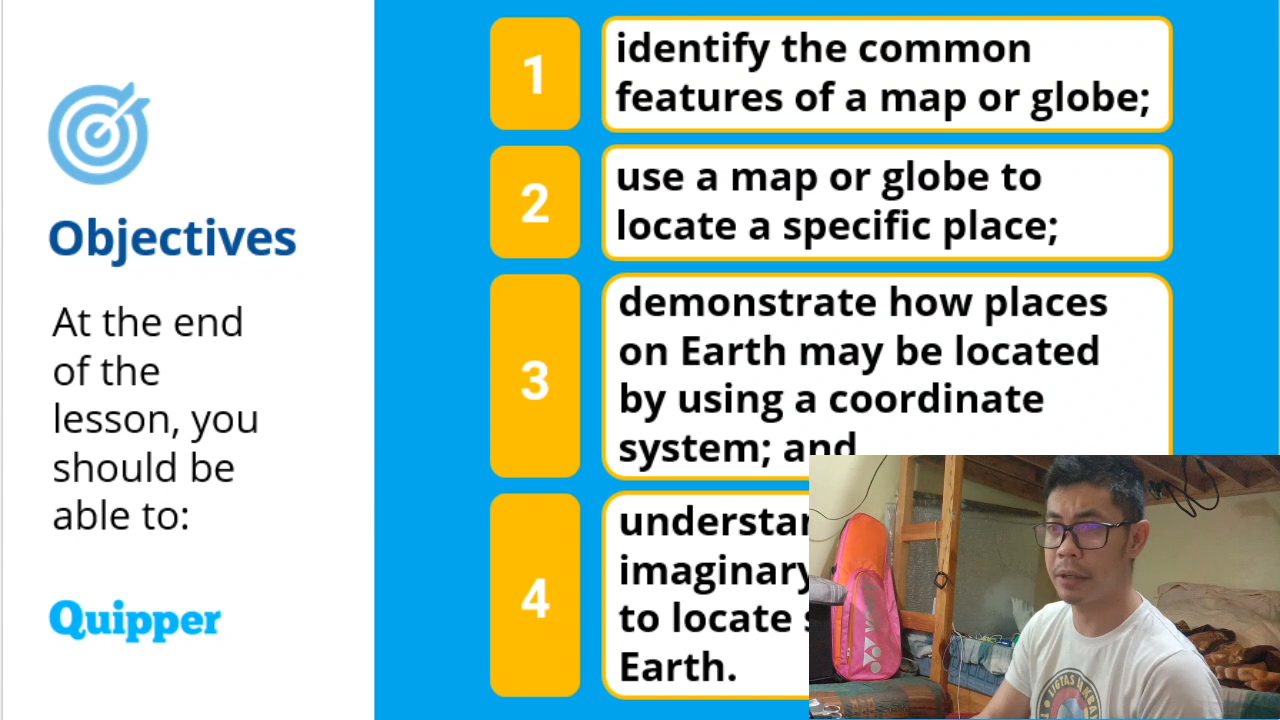 Objectives
At the end
of the
lesson, you
should be
able to:
Quipper
1
identify the common
features of a map or globe;
2
use a map or globe to
locate a specific place;
3
demonstrate how places
on Earth may be located
by using a coordinate
system; and
4
imaginary
to locate
Earth.